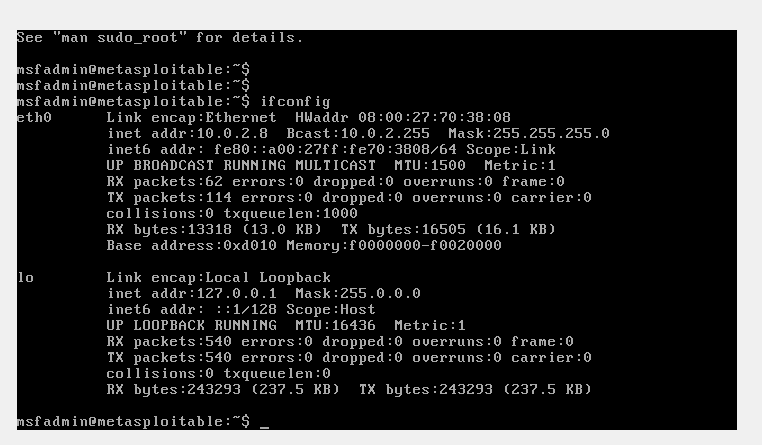 See "man sudo_root" for details.
msfadmin@metasploitable:~$
msfadmin@metasploitable:~$
msfadmin@metasploitable:~$ ifconfig
eth0 Link encap:Ethernet HWaddr 08:00:27:70:38:08
inet addr:10.0.2.8 Bcast:10.0.2.255 Mask:255.255.255.0
inet6 addr: fe80::a00:27ff:fe70:3808/64 Scope:Link
UP BROADCAST RUNNING MULTICAST MTU:1500 Metric:1
RX packets:62 errors:0 dropped:0 overruns:0 frame:0
TX packets:114 errors:0 dropped:0 overruns:0 carrier:0
collisions:0 txqueuelen:1000
RX bytes:13318 (13.0 KB) TX bytes:16505 (16.1 KB)
Base address:0xd010 Memory:f0000000-f0020000
lo Link encap:Local Loopback
inet addr:127.0.0.1 Mask:255.0.0.0
inet6 addr: ::1/128 Scope:Host
UP LOOPBACK RUNNING MTU:16436 Metric:1
RX packets:540 errors:0 dropped:0 overruns:0 frame:0
TX packets:540 errors:0 dropped:0 overruns:0 carrier:0
collisions:0 txqueuelen:0
RX bytes:243293 (237.5 KB) TX bytes:243293 (237.5 KB)
msfadmin@metasploitable:~$ _